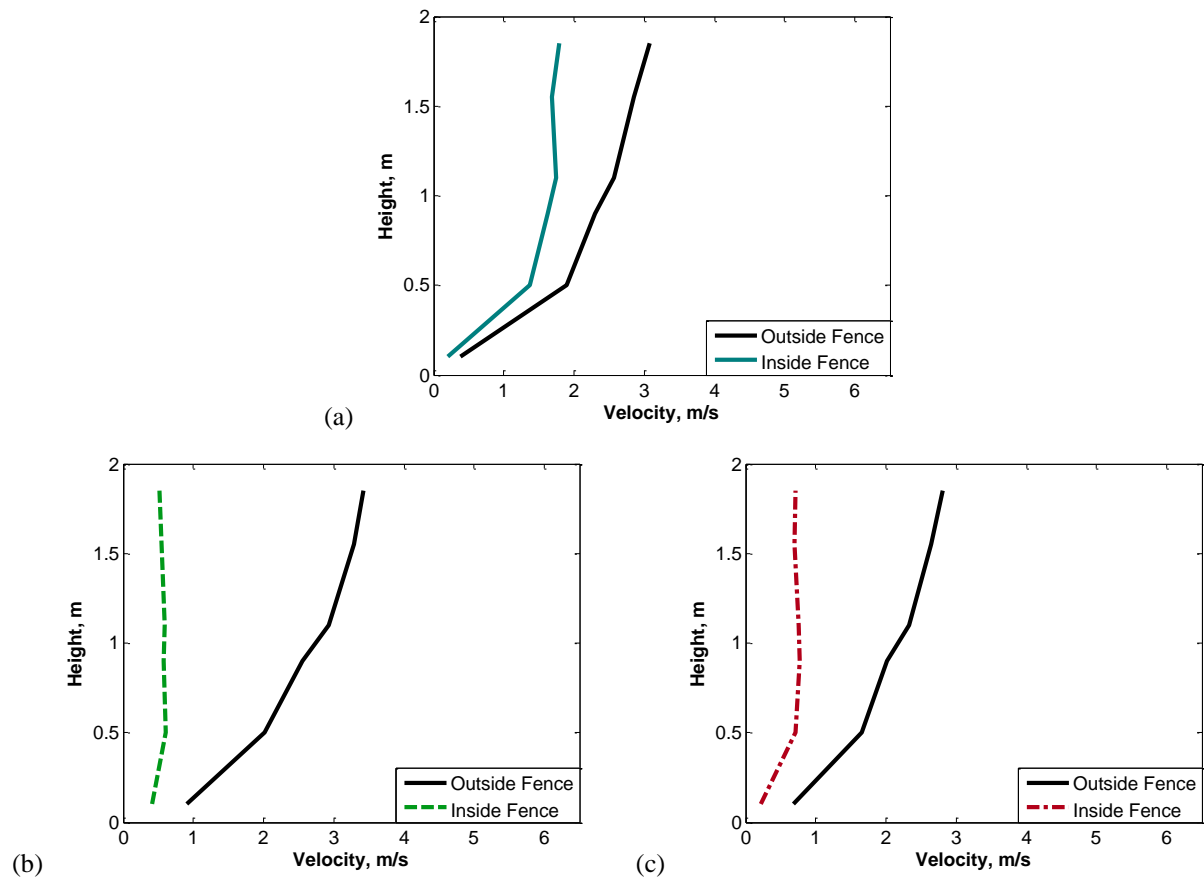 2
1.5
1
0.5
0
Height, m
0 1 2 3 4 5 6
Velocity, m/s
Outside Fence
Inside Fence
(a)
2
1.5
1
0.5
0
Height, m
0 1 2 3 4 5 6
Velocity, m/s
Outside Fence
Inside Fence
(b)
2
1.5
1
0.5
0
Height, m
0 1 2 3 4 5 6
Velocity, m/s
Outside Fence
Inside Fence
(c)